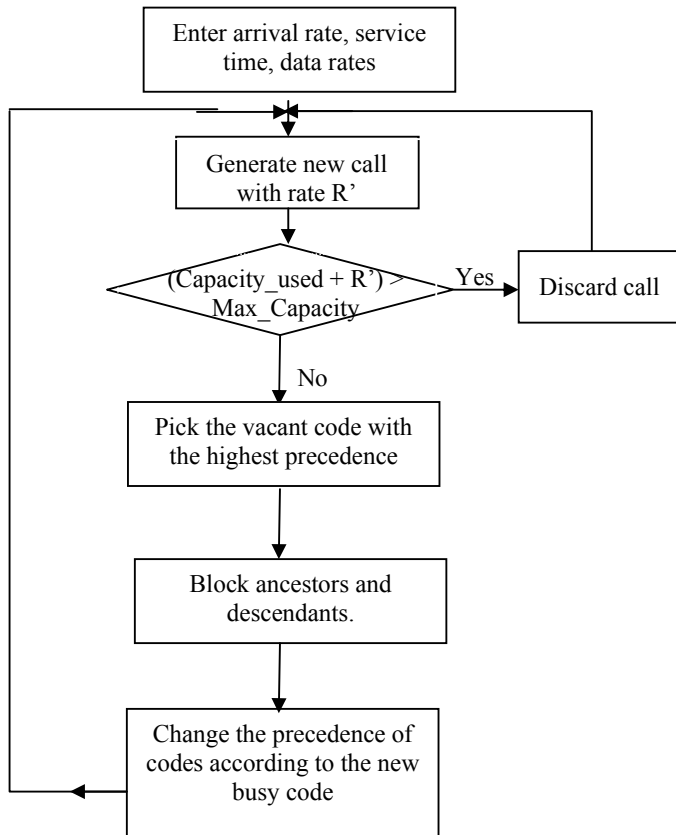 Enter arrival rate, service
time, data rates
Generate new call
with rate R’
(Capacity_used + R’) >
Max_Capacity
Yes
Discard call
No
Pick the vacant code with
the highest precedence
Block ancestors and
descendants.
Change the precedence of
codes according to the new
busy code